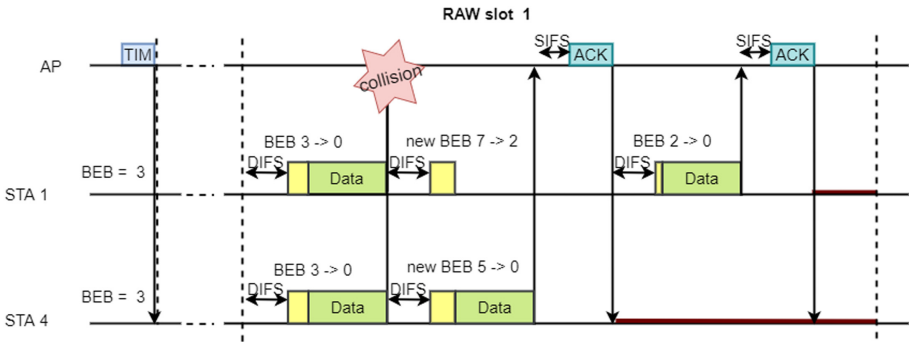 RAW slot 1
SIFS
SIFS
TIM
ACK
ACK
AP
collision
BEB 3 -> 0
new BEB 7 -> 2
BEB 2 -> 0
DIFS
DIFS
DIFS
BEB = 3
Data
Data
STA 1
BEB 3 -> 0
new BEB 5 -> 0
DIFS
DIFS
BEB = 3
Data
Data
STA 4